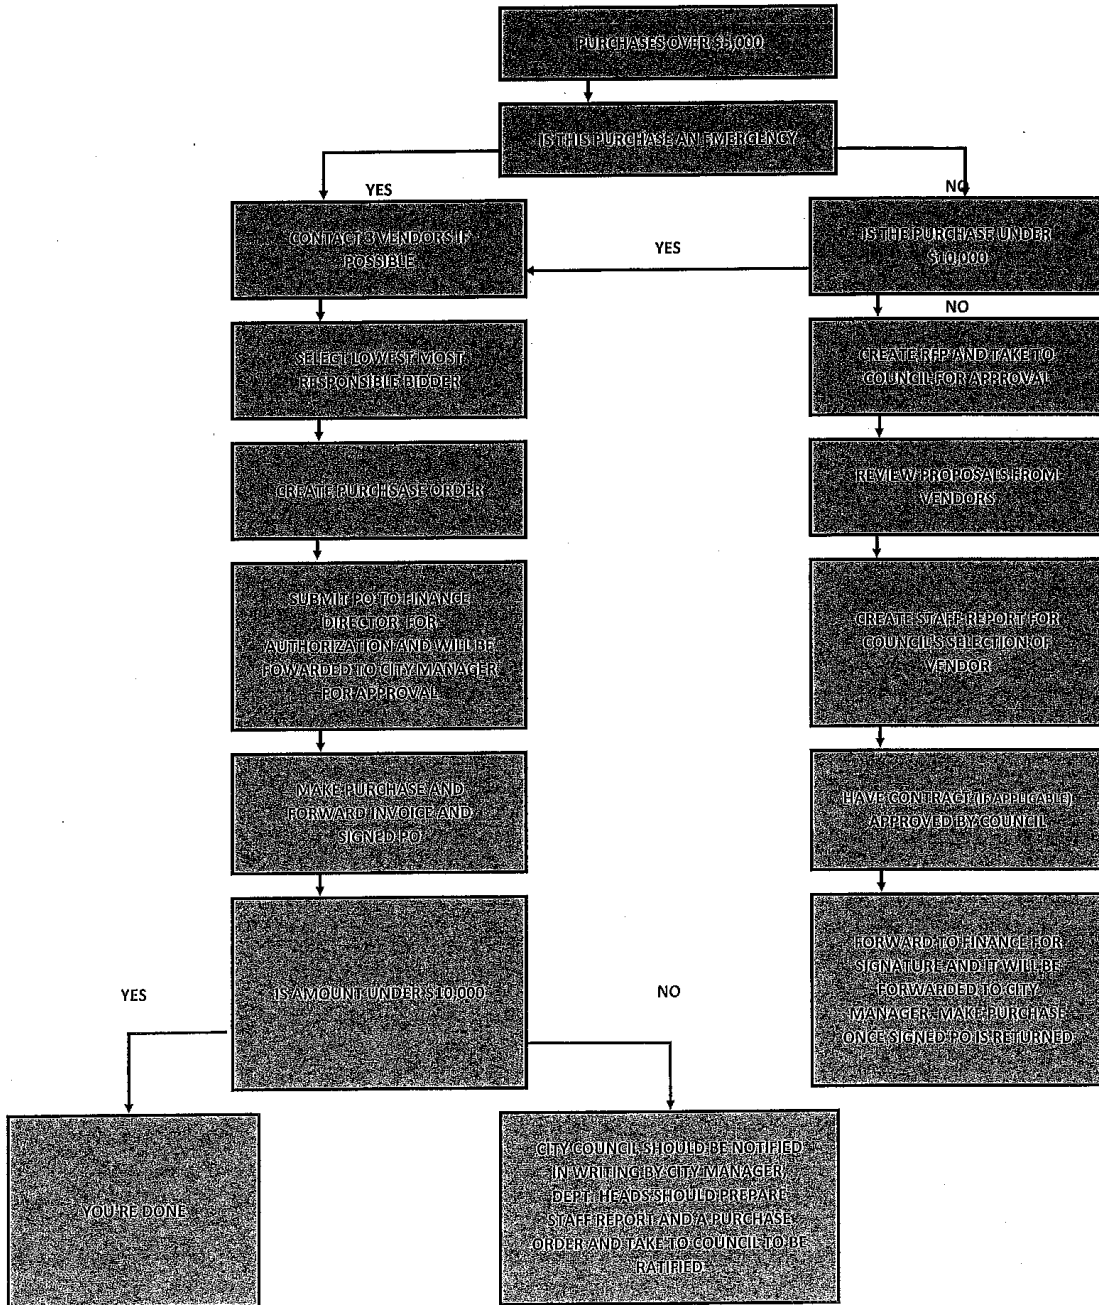 PURCHASES OVER $5,000
IS THIS PURCHASE AN EMERGENCY
YES
NO
CONTACT 3 VENDORS IF
POSSIBLE
YES
IS THE PURCHASE UNDER
$10,000
NO
SELECT LOWEST MOST
RESPONSIBLE BIDDER
CREATE RFP AND TAKE TO
COUNCIL FOR APPROVAL
CREATE PURCHSASE ORDER
REVIEW PROPOSALS FROM
VENDORS
SUBMIT PO TO FINANCE
DIRECTOR FOR
AUTHORIZATION AND WILL BE
FOWARDED TO CITY MANAGER
FOR APPROVAL
CREATE STAFF REPORT FOR
COUNCIL'S SELECTION OF
VENDOR
MAKE PURCHASE AND
FORWARD INVOICE AND
SIGNED PO
HAVE CONTRACT (IF APPLICABLE)
APPROVED BY COUNCIL
IS AMOUNT UNDER $10,000
YES
NO
FORWARD TO FINANCE FOR
SIGNATURE AND IT WILL BE
FORWARDED TO CITY
MANAGER. MAKE PURCHASE
ONCE SIGNED PO IS RETURNED
YOU'RE DONE
CITY COUNCIL SHOULD BE NOTIFIED
IN WRITING BY CITY MANAGER.
DEPT. HEADS SHOULD PREPARE
STAFF REPORT AND A PURCHASE
ORDER AND TAKE TO COUNCIL TO BE
RATIFIED.